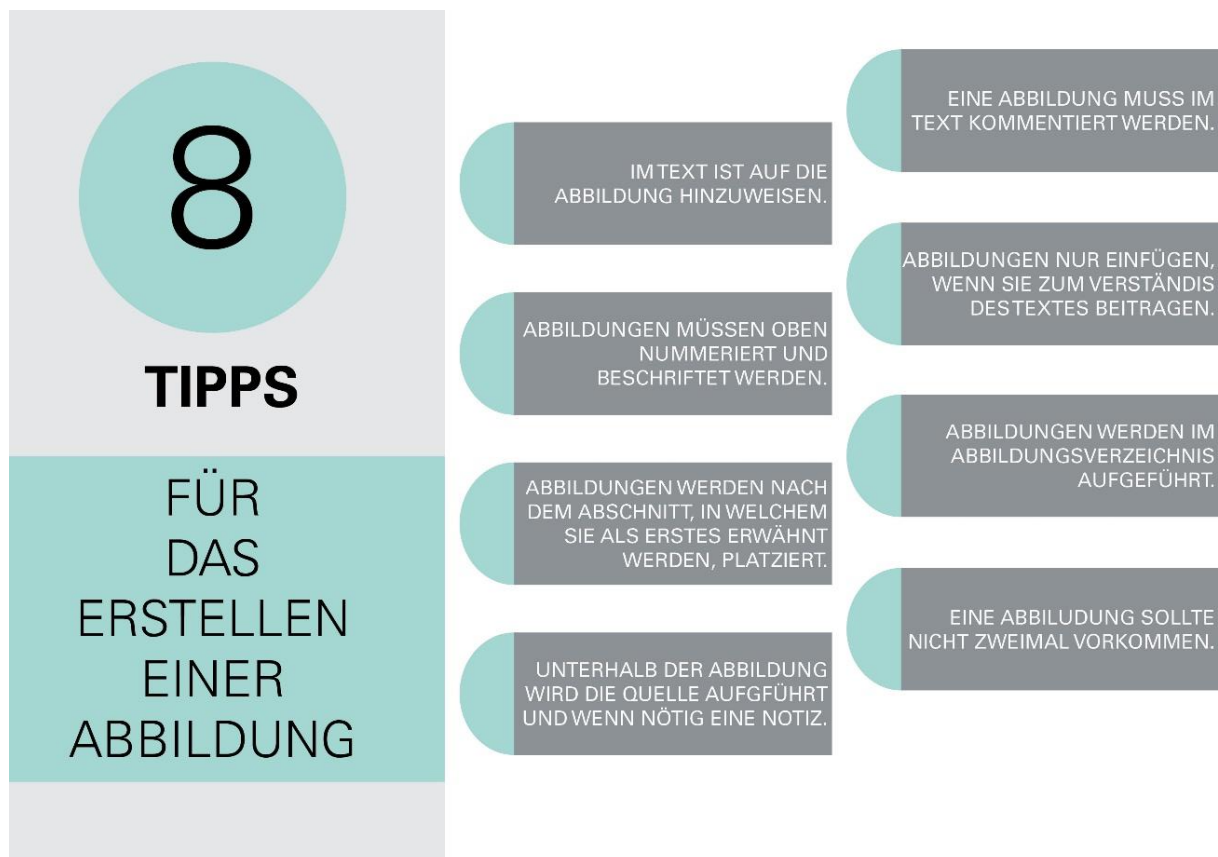 8
TIPPS
FÜR
DAS
ERSTELLEN
EINER
ABBILDUNG
IM TEXT IST AUF DIE
ABBILDUNG HINZUWEISEN.
ABBILDUNGEN MÜSSEN OBEN
NUMMERIERT UND
BESCHRIFTET WERDEN.
ABBILDUNGEN WERDEN NACH
DEM ABSCHNITT, IN WELCHEM
SIE ALS ERSTES ERWÄHNT
WERDEN, PLATZIERT.
UNTERHALB DER ABBILDUNG
WIRD DIE QUELLE AUFGFÜHRT
UND WENN NÖTIG EINE NOTIZ.
EINE ABBILDUNG MUSS IM
TEXT KOMMENTIERT WERDEN.
ABBILDUNGEN NUR EINFÜGEN,
WENN SIE ZUM VERSTÄNDIS
DES TEXTES BEITRAGEN.
ABBILDUNGEN WERDEN IM
ABBILDUNGSVERZEICHNIS
AUFGEFÜHRT.
EINE ABBILUDUNG SOLLTE
NICHT ZWEIMAL VORKOMMEN.